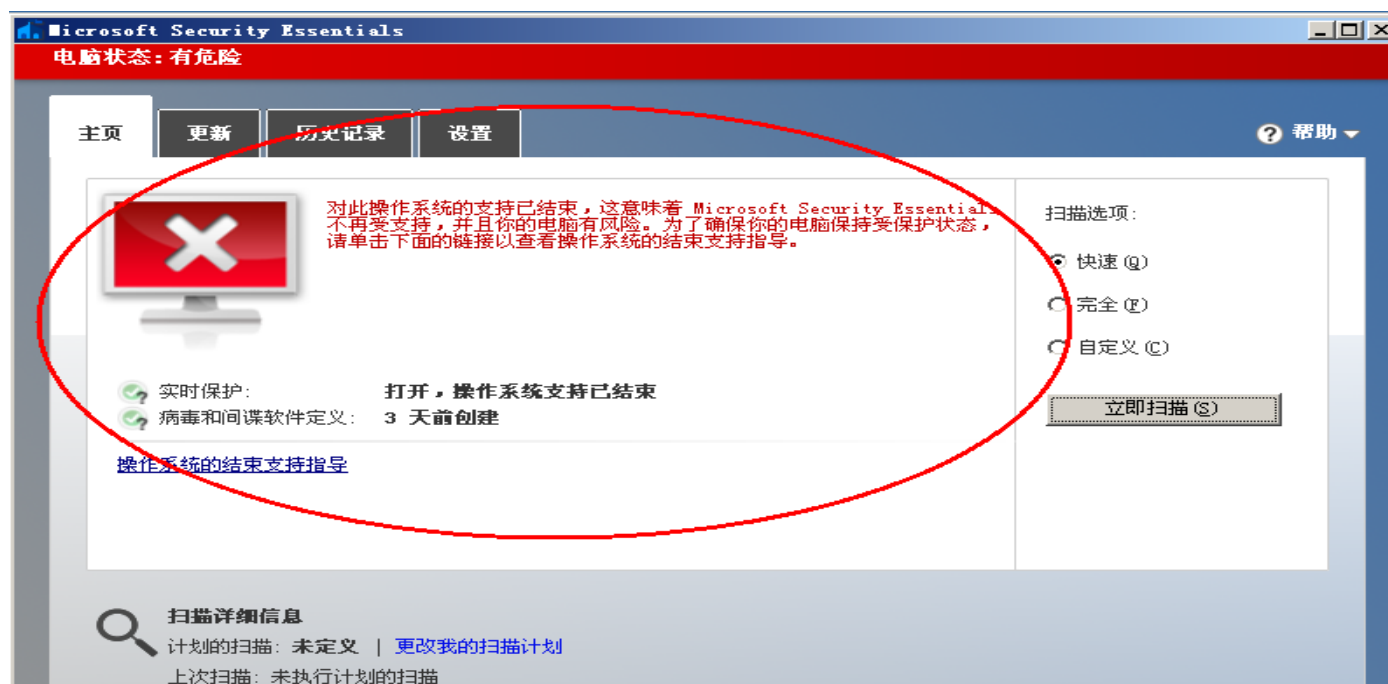 Microsoft Security Essentials
电脑状态:有危险
主页 更新 历史记录 设置 帮助
对此操作系统的支持已结束,这意味着 Microsoft Security Essentials
不再受支持,并且你的电脑有风险。为了确保你的电脑保持受保护状态,
请单击下面的链接以查看操作系统的结束支持指导。
扫描选项:
快速(Q)
完全(F)
自定义(C)
立即扫描(S)
实时保护: 打开,操作系统支持已结束
病毒和间谍软件定义: 3 天前创建
操作系统的结束支持指导
扫描详细信息
计划的扫描: 未定义 | 更改我的扫描计划
上次扫描: 未执行计划的扫描